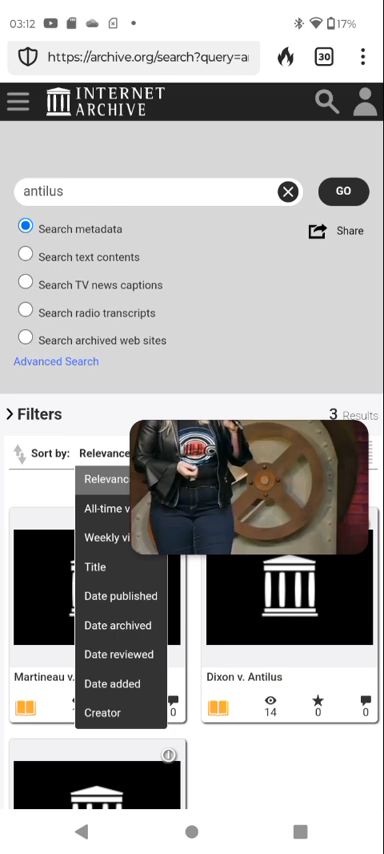 03:12
17%
https://archive.org/search?query=a
30
INTERNET
ARCHIVE
antilus
GO
Search metadata
Share
Search text contents
Search TV news captions
Search radio transcripts
Search archived web sites
Advanced Search
Filters
3 Results
Sort by:
Relevance
All-time v
Weekly vi
Title
Date published
Date archived
Date reviewed
Date added
Creator
Martineau v.
Dixon v. Antilus
0
14
0
0